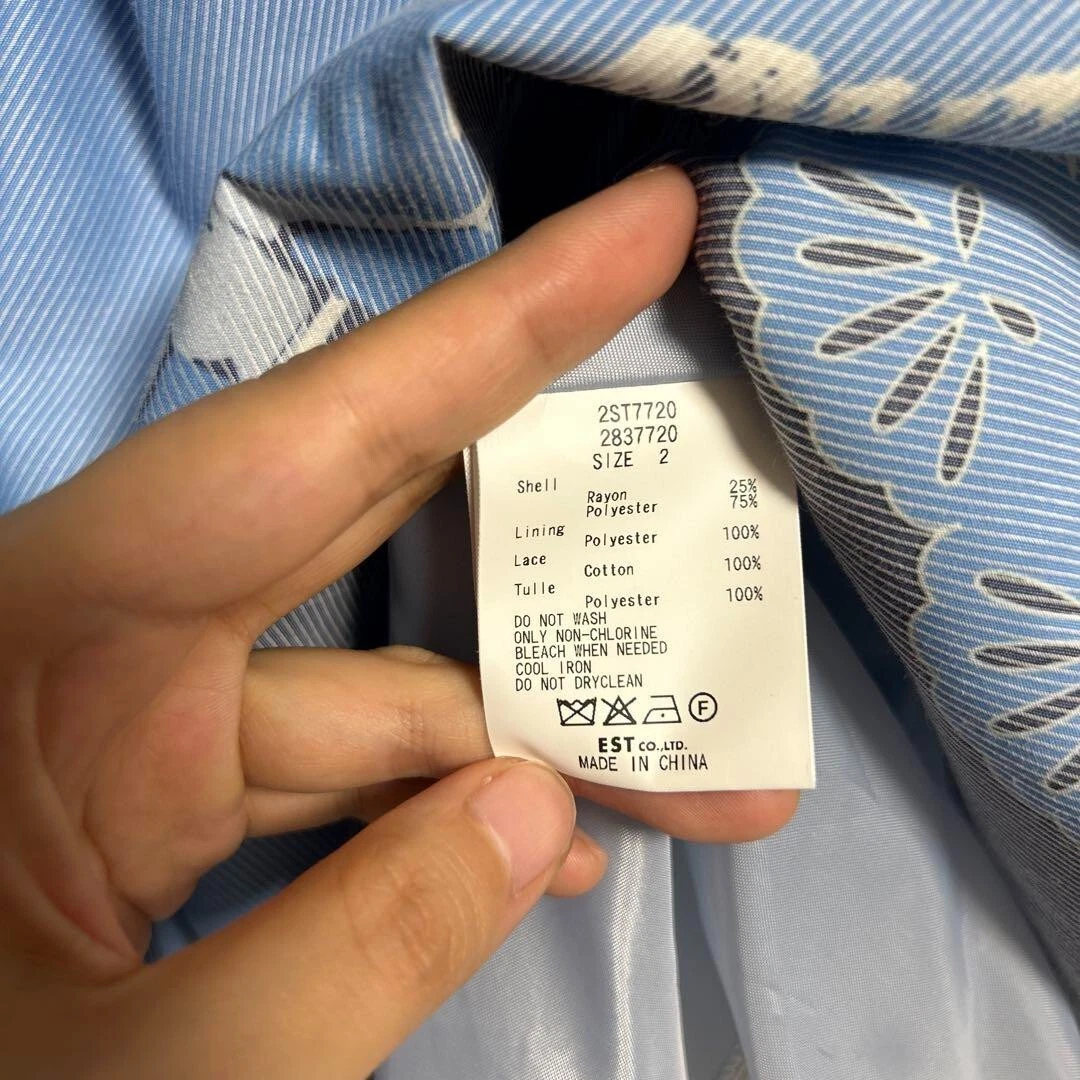 2ST7720
2837720
SIZE 2
Shell Rayon 25%
Polyester 75%
Lining Polyester 100%
Lace Cotton 100%
Tulle Polyester 100%
DO NOT WASH
ONLY NON-CHLORINE
BLEACH WHEN NEEDED
COOL IRON
DO NOT DRYCLEAN
F
EST CO.,LTD.
MADE IN CHINA